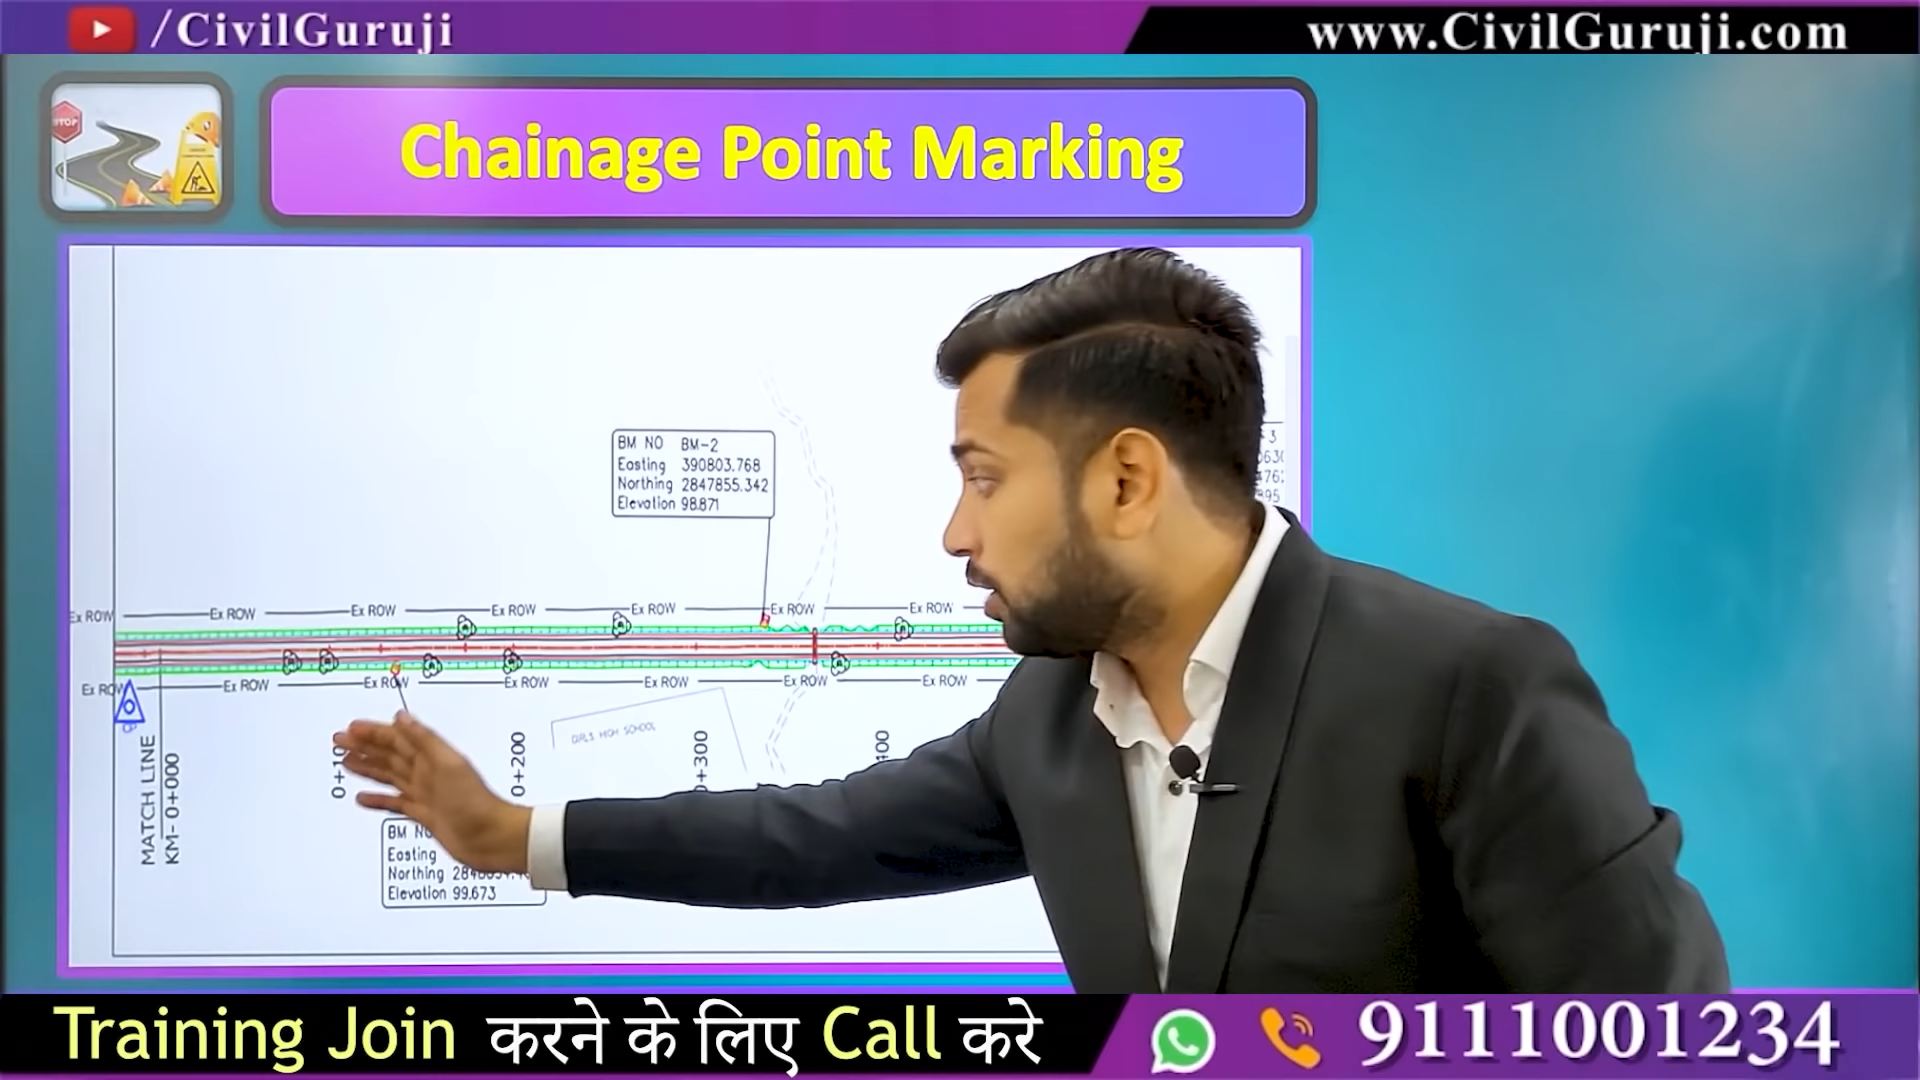 /CivilGuruji
www.CivilGuruji.com
STOP
Chainage Point Marking
BM NO BM-2
Easting 390803.768
Northing 2847855.342
Elevation 98.871
Ex ROW Ex ROW Ex ROW Ex ROW Ex ROW Ex ROW Ex ROW
Ex ROW Ex ROW Ex ROW Ex ROW Ex ROW Ex ROW Ex ROW
GIRLS HIGH SCHOOL
MATCH LINE
KM- 0+000
0+200
+300
BM
Easting
Northing
Elevation 99.673
Training Join करने के लिए Call करे
9111001234